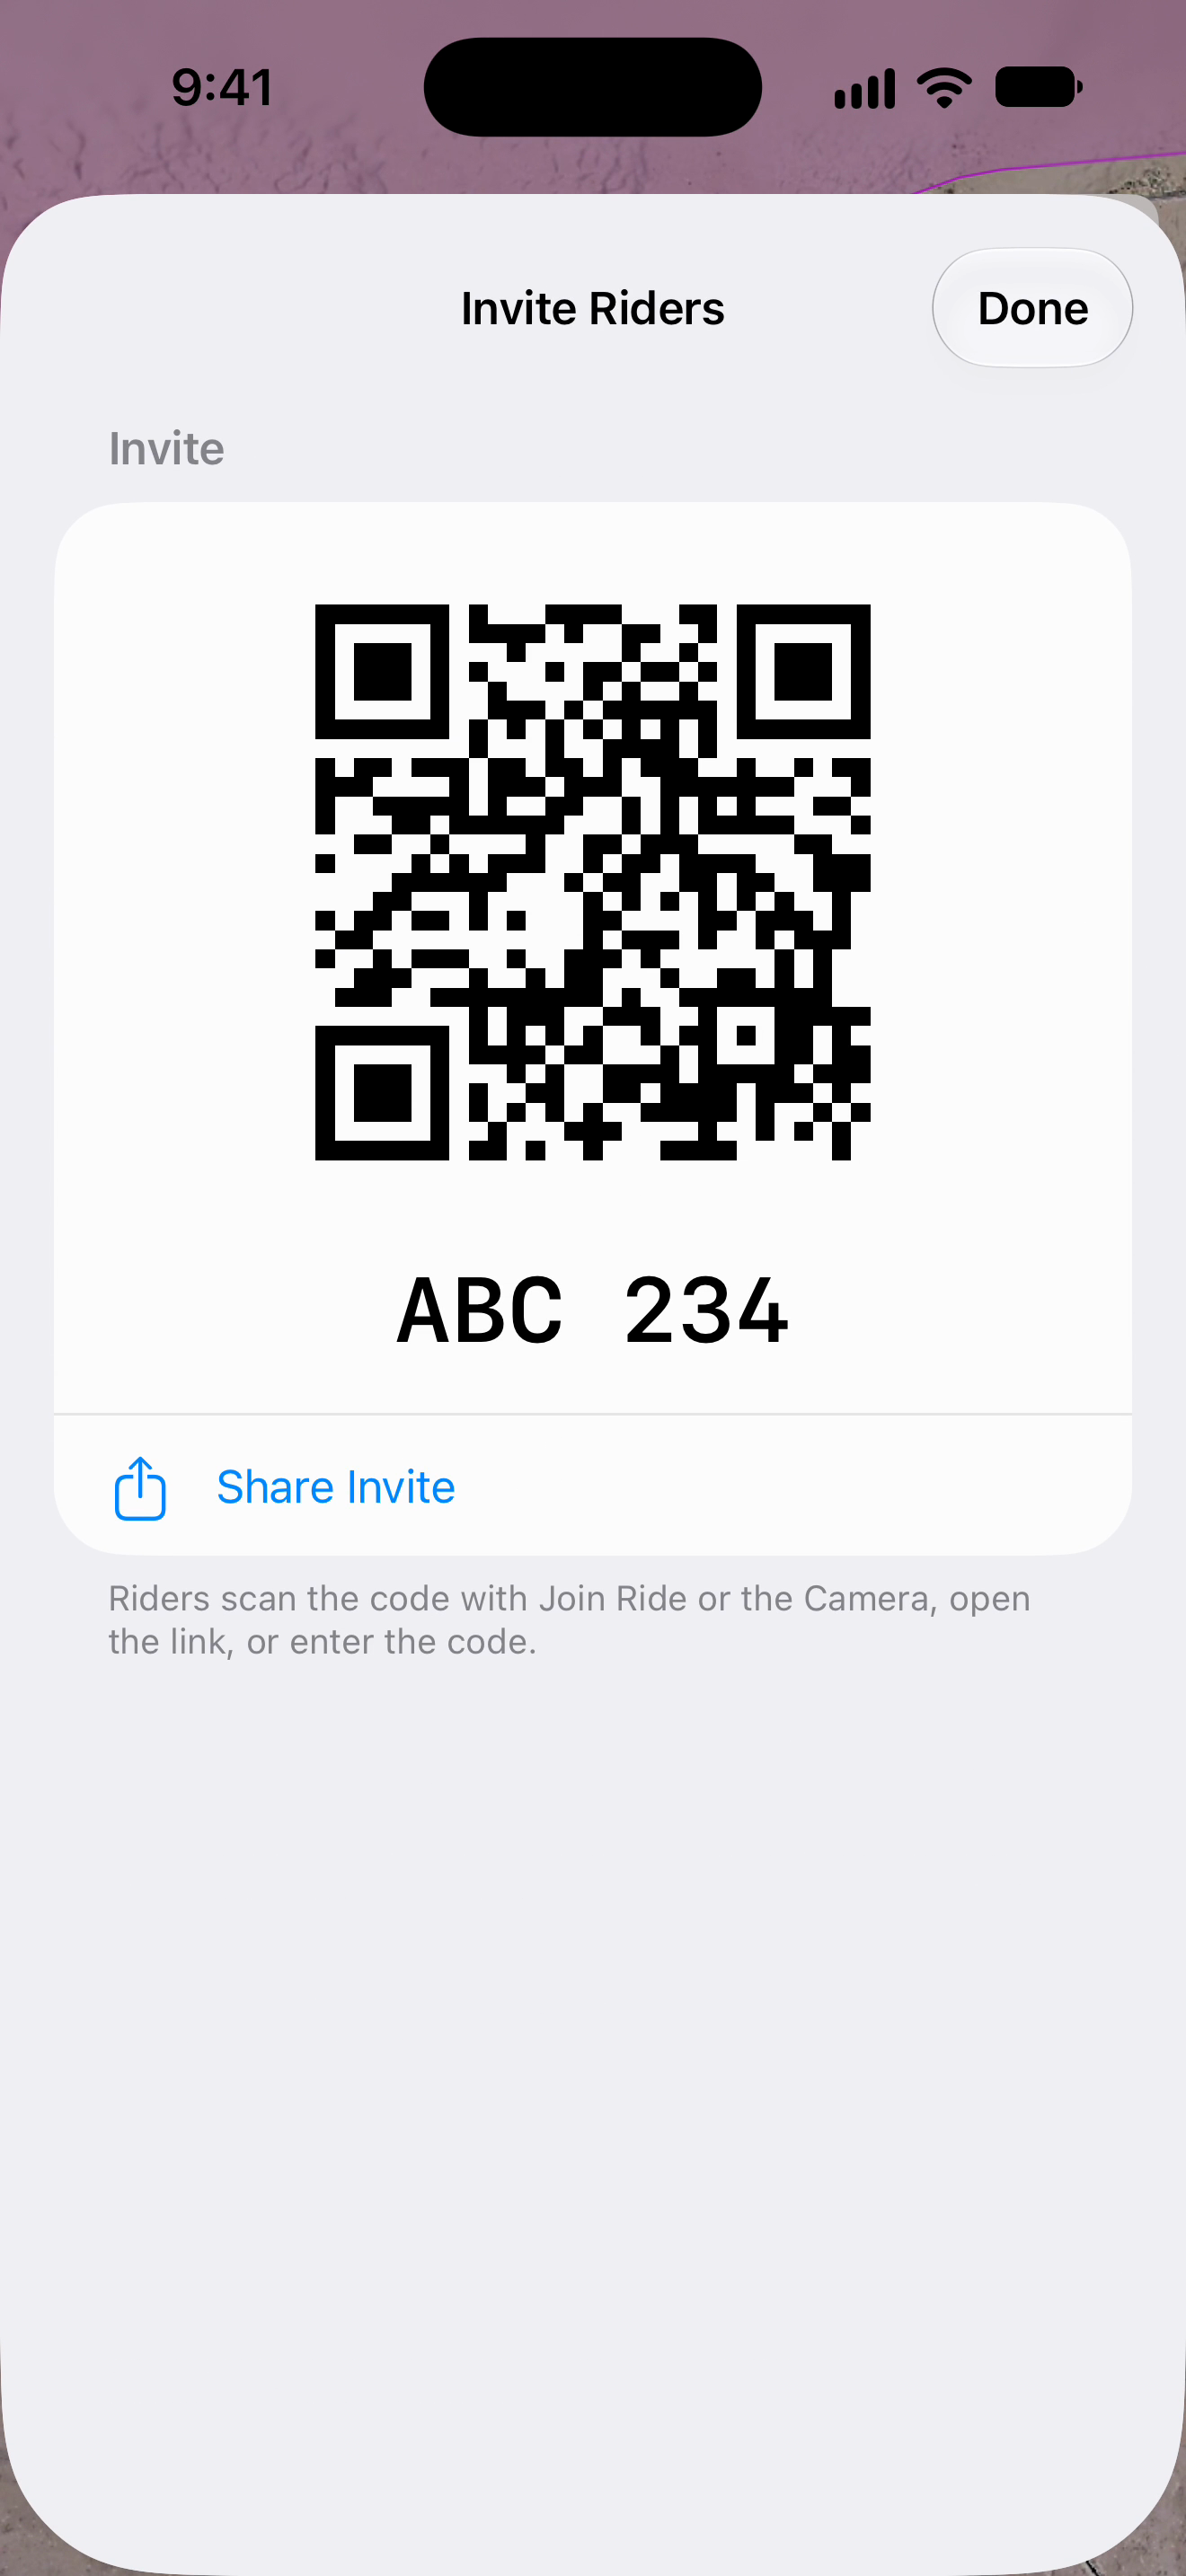 9:41
Invite Riders
Done
Invite
ABC 234
Share Invite
Riders scan the code with Join Ride or the Camera, open
the link, or enter the code.